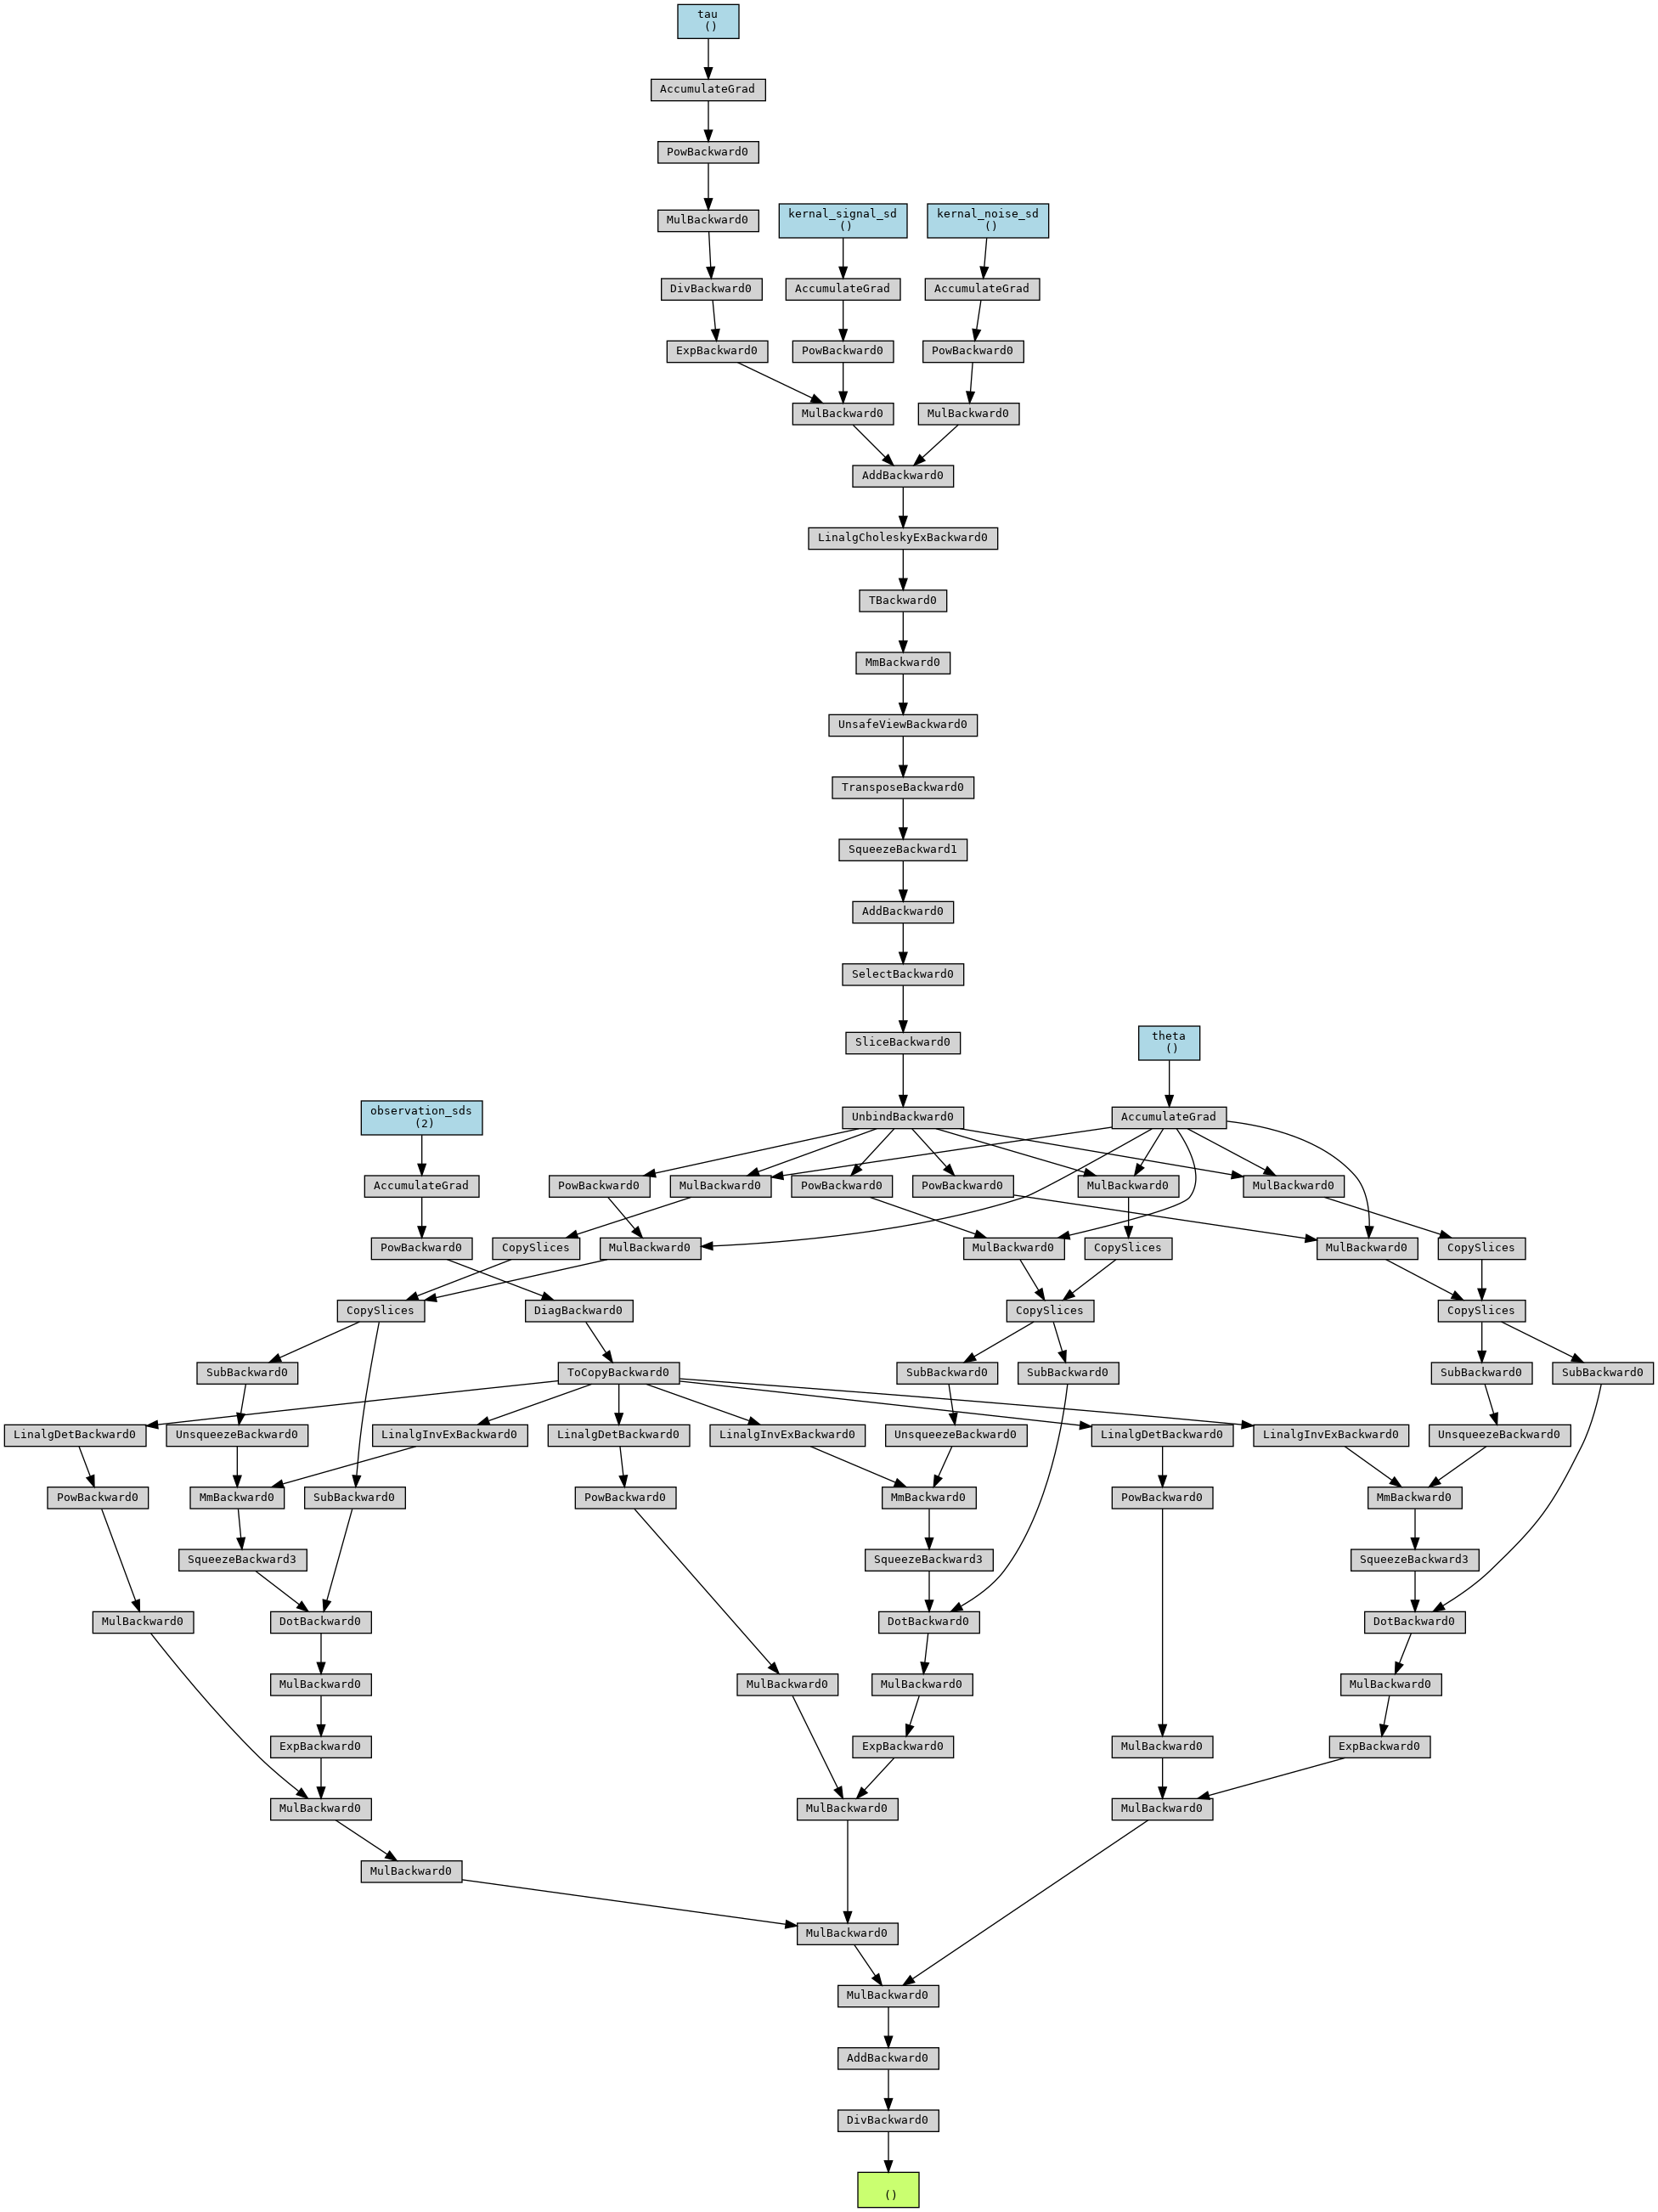 tau
()
AccumulateGrad
PowBackward0
MulBackward0
kernal_signal_sd
()
kernal_noise_sd
()
DivBackward0
AccumulateGrad
AccumulateGrad
ExpBackward0
PowBackward0
PowBackward0
MulBackward0
MulBackward0
AddBackward0
LinalgCholeskyExBackward0
TBackward0
MmBackward0
UnsafeViewBackward0
TransposeBackward0
SqueezeBackward1
AddBackward0
SelectBackward0
SliceBackward0
theta
()
observation_sds
(2)
UnbindBackward0
AccumulateGrad
AccumulateGrad
PowBackward0
MulBackward0
PowBackward0
PowBackward0
MulBackward0
MulBackward0
PowBackward0
CopySlices
MulBackward0
MulBackward0
CopySlices
MulBackward0
CopySlices
CopySlices
DiagBackward0
CopySlices
CopySlices
SubBackward0
ToCopyBackward0
SubBackward0
SubBackward0
SubBackward0
SubBackward0
LinalgDetBackward0
UnsqueezeBackward0
LinalgInvExBackward0
LinalgDetBackward0
LinalgInvExBackward0
UnsqueezeBackward0
LinalgDetBackward0
LinalgInvExBackward0
UnsqueezeBackward0
PowBackward0
MmBackward0
SubBackward0
PowBackward0
MmBackward0
PowBackward0
MmBackward0
SqueezeBackward3
SqueezeBackward3
SqueezeBackward3
MulBackward0
DotBackward0
DotBackward0
DotBackward0
MulBackward0
MulBackward0
MulBackward0
MulBackward0
ExpBackward0
ExpBackward0
MulBackward0
ExpBackward0
MulBackward0
MulBackward0
MulBackward0
MulBackward0
MulBackward0
MulBackward0
AddBackward0
DivBackward0
()